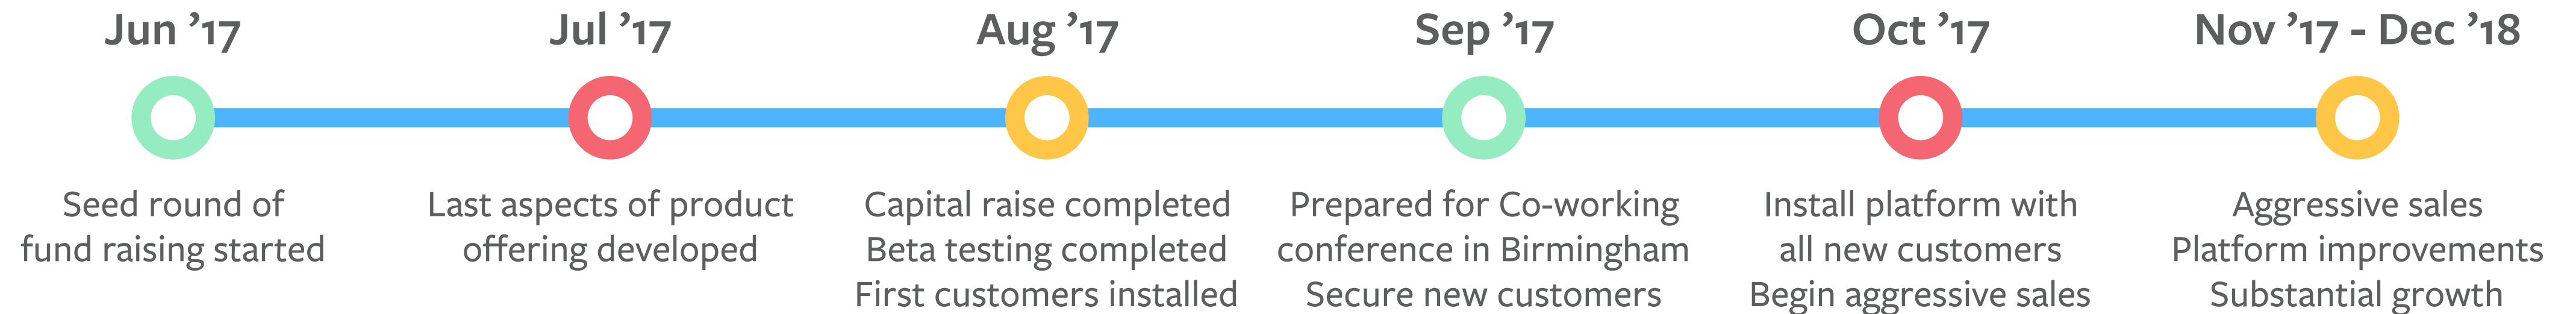 Jun ’17
Seed round of
fund raising started
Jul ’17
Last aspects of product
offering developed
Aug ’17
Capital raise completed
Beta testing completed
First customers installed
Sep ’17
Prepared for Co-working
conference in Birmingham
Secure new customers
Oct ’17
Install platform with
all new customers
Begin aggressive sales
Nov ’17 - Dec ’18
Aggressive sales
Platform improvements
Substantial growth